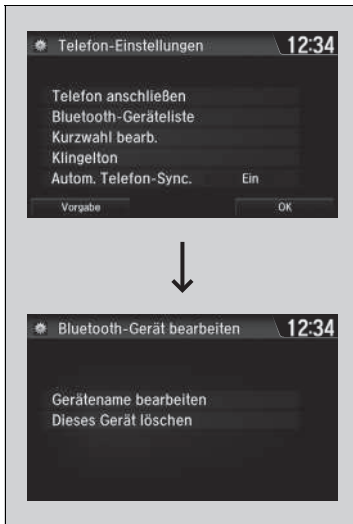 Telefon-Einstellungen 12:34
Telefon anschließen
Bluetooth-Geräteliste
Kurzwahl bearb.
Klingelton
Autom. Telefon-Sync. Ein
Vorgabe OK
Bluetooth-Gerät bearbeiten 12:34
Gerätename bearbeiten
Dieses Gerät löschen